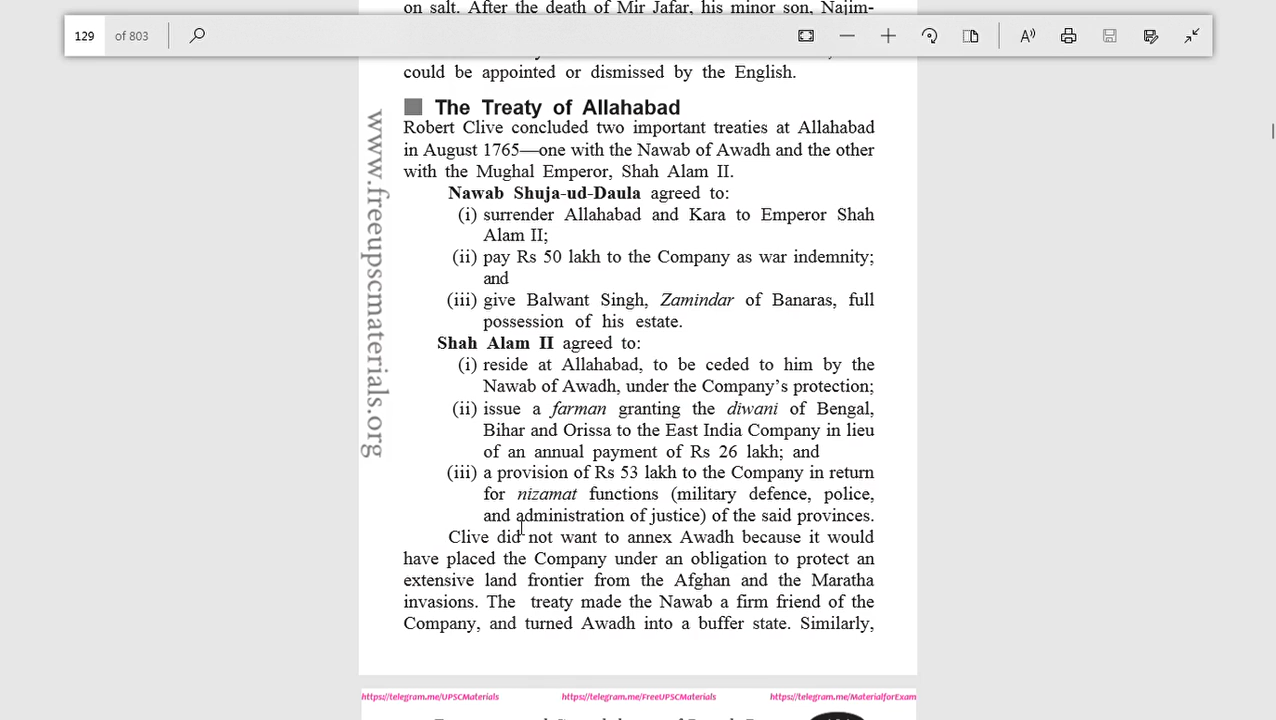 on salt. After the death of Mir Jafar, his minor son, Najim-
129 of 803
could be appointed or dismissed by the English.
The Treaty of Allahabad
Robert Clive concluded two important treaties at Allahabad
in August 1765—one with the Nawab of Awadh and the other
with the Mughal Emperor, Shah Alam II.
Nawab Shuja-ud-Daula agreed to:
(i) surrender Allahabad and Kara to Emperor Shah
Alam II;
(ii) pay Rs 50 lakh to the Company as war indemnity;
and
(iii) give Balwant Singh, Zamindar of Banaras, full
possession of his estate.
Shah Alam II agreed to:
(i) reside at Allahabad, to be ceded to him by the
Nawab of Awadh, under the Company's protection;
(ii) issue a farman granting the diwani of Bengal,
Bihar and Orissa to the East India Company in lieu
of an annual payment of Rs 26 lakh; and
(iii) a provision of Rs 53 lakh to the Company in return
for nizamat functions (military defence, police,
and administration of justice) of the said provinces.
Clive did not want to annex Awadh because it would
have placed the Company under an obligation to protect an
extensive land frontier from the Afghan and the Maratha
invasions. The treaty made the Nawab a firm friend of the
Company, and turned Awadh into a buffer state. Similarly,
www.freeupscmaterials.org
https://telegram.me/UPSCMaterials https://telegram.me/FreeUPSCMaterials https://telegram.me/MaterialforExam